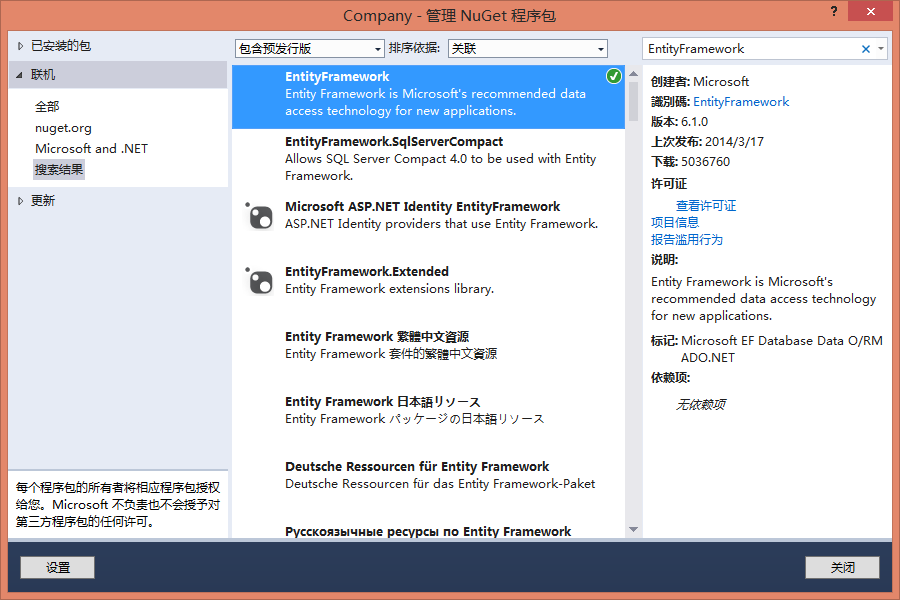 Company - 管理 NuGet 程序包
?
已安装的包
联机
全部
nuget.org
Microsoft and .NET
搜索结果
更新
每个程序包的所有者将相应程序包授权
给您。Microsoft 不负责也不会授予对
第三方程序包的任何许可。
包含预发行版
排序依据:
关联
EntityFramework
Entity Framework is Microsoft's recommended data
access technology for new applications.
EntityFramework.SqlServerCompact
Allows SQL Server Compact 4.0 to be used with Entity
Framework.
Microsoft ASP.NET Identity EntityFramework
ASP.NET Identity providers that use Entity Framework.
EntityFramework.Extended
Entity Framework extensions library.
Entity Framework 繁體中文資源
Entity Framework 套件的繁體中文資源
Entity Framework 日本語リソース
Entity Framework パッケージの日本語リソース
Deutsche Ressourcen für Entity Framework
Deutsche Ressourcen für das Entity Framework-Paket
Русскоязычные ресурсы по Entity Framework
EntityFramework
创建者: Microsoft
識別碼: EntityFramework
版本: 6.1.0
上次发布: 2014/3/17
下载: 5036760
许可证
查看许可证
项目信息
报告滥用行为
说明:
Entity Framework is Microsoft's
recommended data access technology
for new applications.
标记: Microsoft EF Database Data O/RM
ADO.NET
依赖项:
无依赖项
设置
关闭